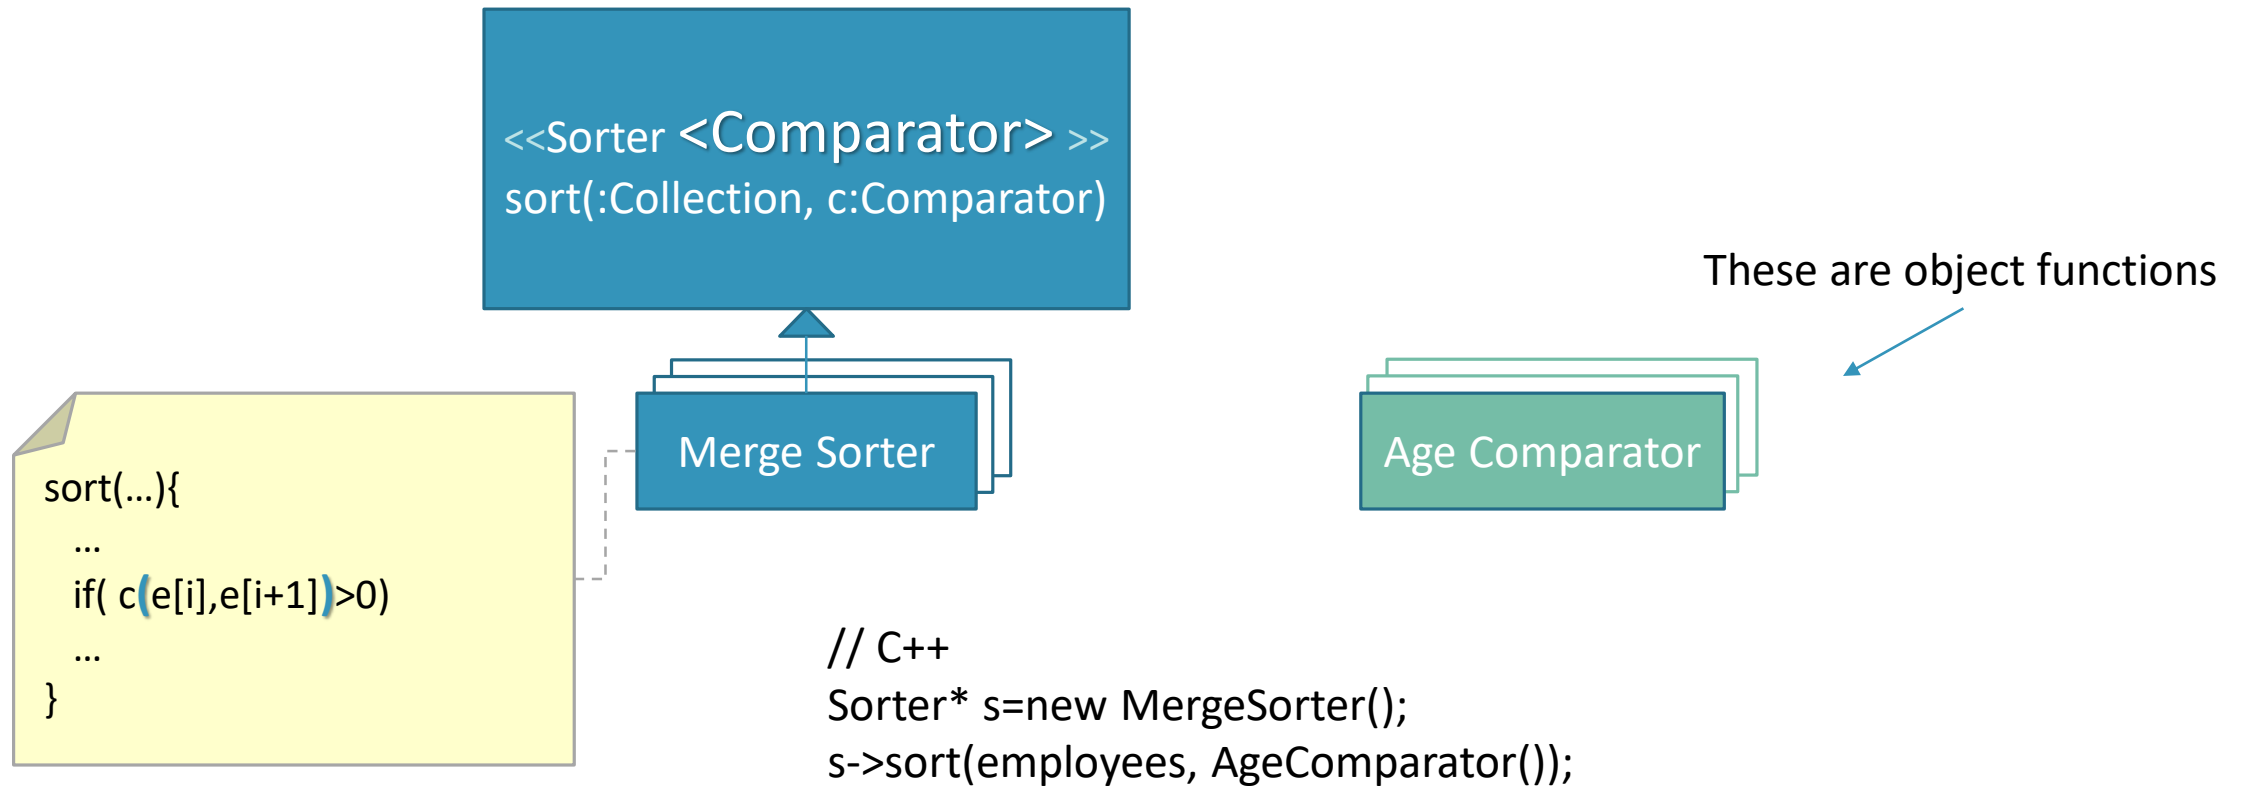 <<Sorter <Comparator> >>
sort(:Collection, c:Comparator)
These are object functions
Merge Sorter
Age Comparator
sort(...){
...
if( c(e[i],e[i+1])>0)
...
}
// C++
Sorter* s=new MergeSorter();
s->sort(employees, AgeComparator());